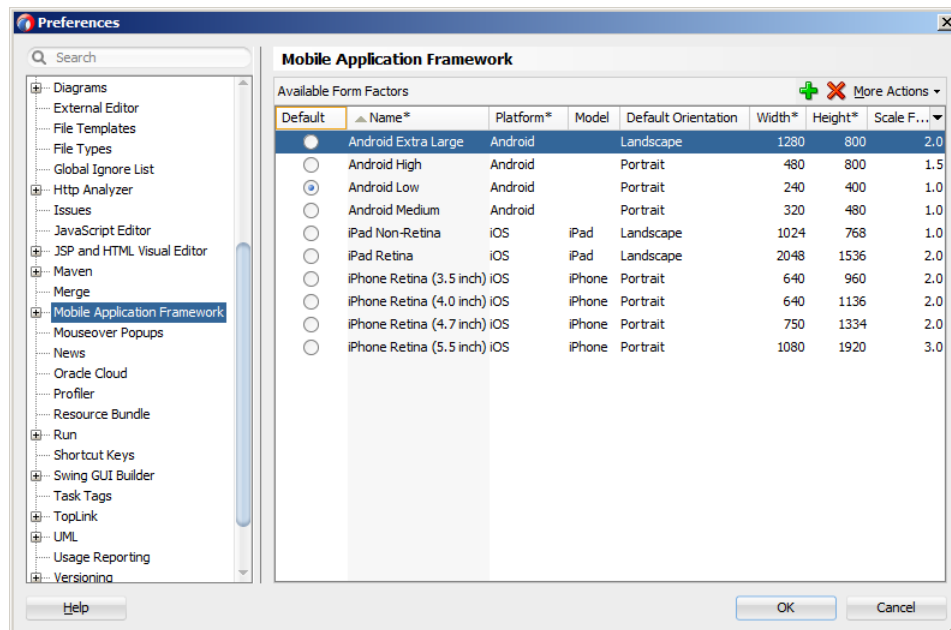 Preferences
Search
Diagrams
External Editor
File Templates
File Types
Global Ignore List
Http Analyzer
Issues
JavaScript Editor
JSP and HTML Visual Editor
Maven
Merge
Mobile Application Framework
Mouseover Popups
News
Oracle Cloud
Profiler
Resource Bundle
Run
Shortcut Keys
Swing GUI Builder
Task Tags
TopLink
UML
Usage Reporting
Versioning
Mobile Application Framework
Available Form Factors More Actions
Default Name* Platform* Model Default Orientation Width* Height* Scale F...
Android Extra Large Android Landscape 1280 800 2.0
Android High Android Portrait 480 800 1.5
Android Low Android Portrait 240 400 1.0
Android Medium Android Portrait 320 480 1.0
iPad Non-Retina iOS iPad Landscape 1024 768 1.0
iPad Retina iOS iPad Landscape 2048 1536 2.0
iPhone Retina (3.5 inch) iOS iPhone Portrait 640 960 2.0
iPhone Retina (4.0 inch) iOS iPhone Portrait 640 1136 2.0
iPhone Retina (4.7 inch) iOS iPhone Portrait 750 1334 2.0
iPhone Retina (5.5 inch) iOS iPhone Portrait 1080 1920 3.0
Help OK Cancel